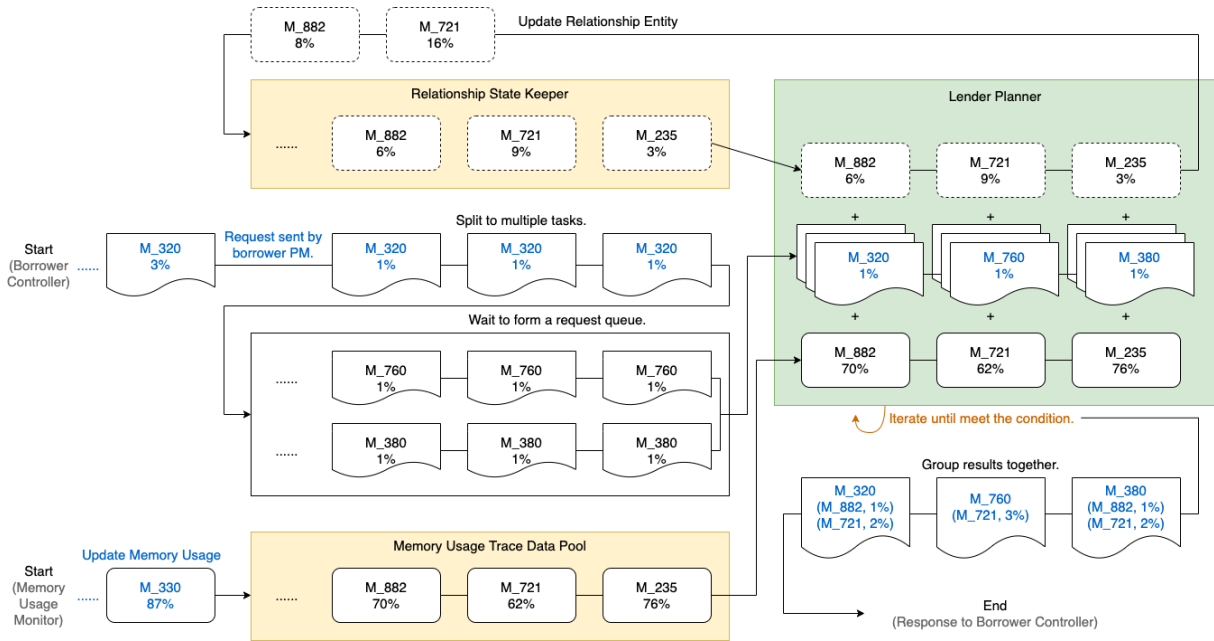 M_882
8%
M_721
16%
Update Relationship Entity
Relationship State Keeper
......
M_882
6%
M_721
9%
M_235
3%
Lender Planner
M_882
6%
M_721
9%
M_235
3%
+
+
+
M_320
1%
M_760
1%
M_380
1%
+
+
+
M_882
70%
M_721
62%
M_235
76%
Start
(Borrower
Controller)
......
M_320
3%
Request sent by
borrower PM.
Split to multiple tasks.
M_320
1%
M_320
1%
M_320
1%
Wait to form a request queue.
......
M_760
1%
M_760
1%
M_760
1%
......
M_380
1%
M_380
1%
M_380
1%
Iterate until meet the condition.
Group results together.
M_320
(M_882, 1%)
(M_721, 2%)
M_760
(M_721, 3%)
M_380
(M_882, 1%)
(M_721, 2%)
Start
(Memory
Usage
Monitor)
......
Update Memory Usage
M_330
87%
Memory Usage Trace Data Pool
......
M_882
70%
M_721
62%
M_235
76%
End
(Response to Borrower Controller)